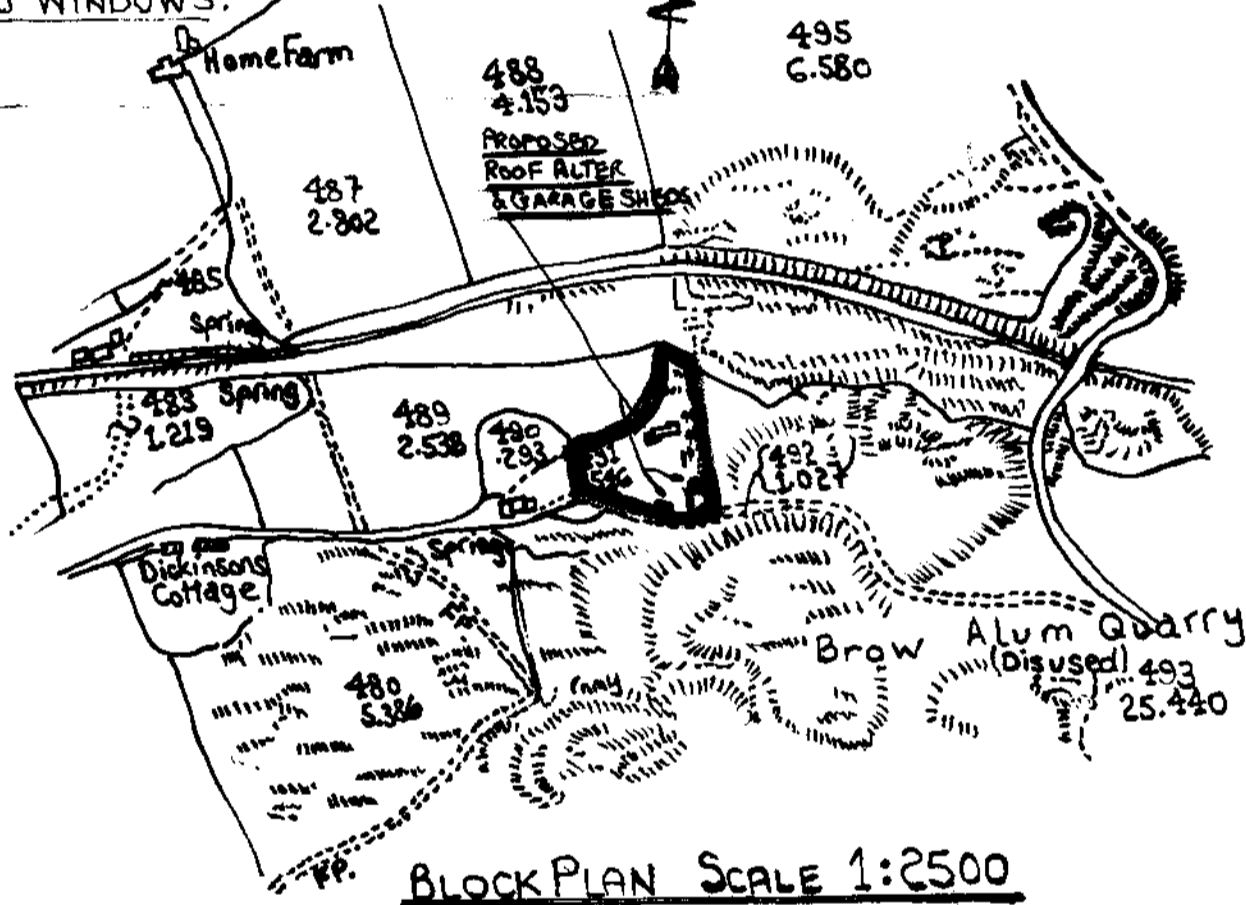 WINDOWS.
Home Farm
488
4.153
495
6.580
PROPOSED
ROOF ALTER
& GARAGE SHEDS
487
2.802
485
Spring
Spring
483
1.219
489
2.538
490
.293
492
1.027
Spring
Dickinsons
Cottage
480
5.386
Brow
Alum Quarry
(Disused)
493
25.440
F.P.
BLOCK PLAN SCALE 1:2500